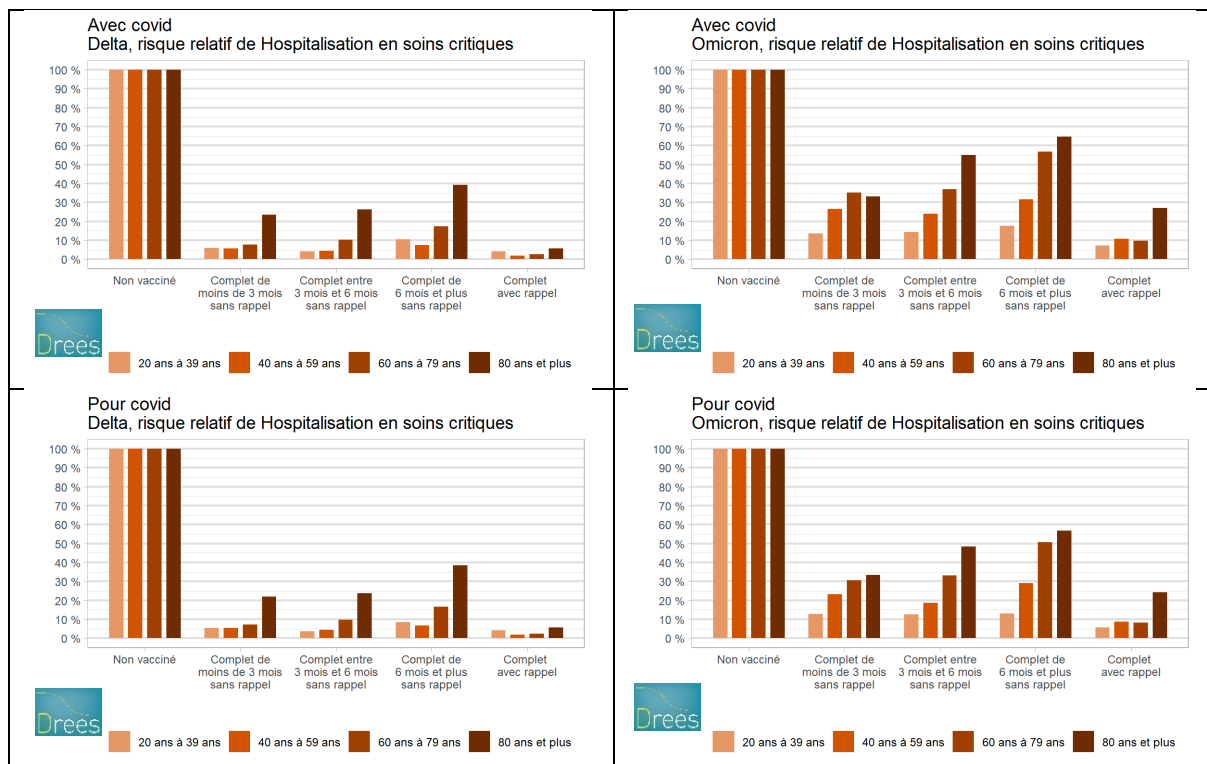 Avec covid
Delta, risque relatif de Hospitalisation en soins critiques
100 %
90 %
80 %
70 %
60 %
50 %
40 %
30 %
20 %
10 %
0 %
Non vacciné
Complet de
moins de 3 mois
sans rappel
Complet entre
3 mois et 6 mois
sans rappel
Complet de
6 mois et plus
sans rappel
Complet
avec rappel
Drees
20 ans à 39 ans 40 ans à 59 ans 60 ans à 79 ans 80 ans et plus
Avec covid
Omicron, risque relatif de Hospitalisation en soins critiques
100 %
90 %
80 %
70 %
60 %
50 %
40 %
30 %
20 %
10 %
0 %
Non vacciné
Complet de
moins de 3 mois
sans rappel
Complet entre
3 mois et 6 mois
sans rappel
Complet de
6 mois et plus
sans rappel
Complet
avec rappel
Drees
20 ans à 39 ans 40 ans à 59 ans 60 ans à 79 ans 80 ans et plus
Pour covid
Delta, risque relatif de Hospitalisation en soins critiques
100 %
90 %
80 %
70 %
60 %
50 %
40 %
30 %
20 %
10 %
0 %
Non vacciné
Complet de
moins de 3 mois
sans rappel
Complet entre
3 mois et 6 mois
sans rappel
Complet de
6 mois et plus
sans rappel
Complet
avec rappel
Drees
20 ans à 39 ans 40 ans à 59 ans 60 ans à 79 ans 80 ans et plus
Pour covid
Omicron, risque relatif de Hospitalisation en soins critiques
100 %
90 %
80 %
70 %
60 %
50 %
40 %
30 %
20 %
10 %
0 %
Non vacciné
Complet de
moins de 3 mois
sans rappel
Complet entre
3 mois et 6 mois
sans rappel
Complet de
6 mois et plus
sans rappel
Complet
avec rappel
Drees
20 ans à 39 ans 40 ans à 59 ans 60 ans à 79 ans 80 ans et plus